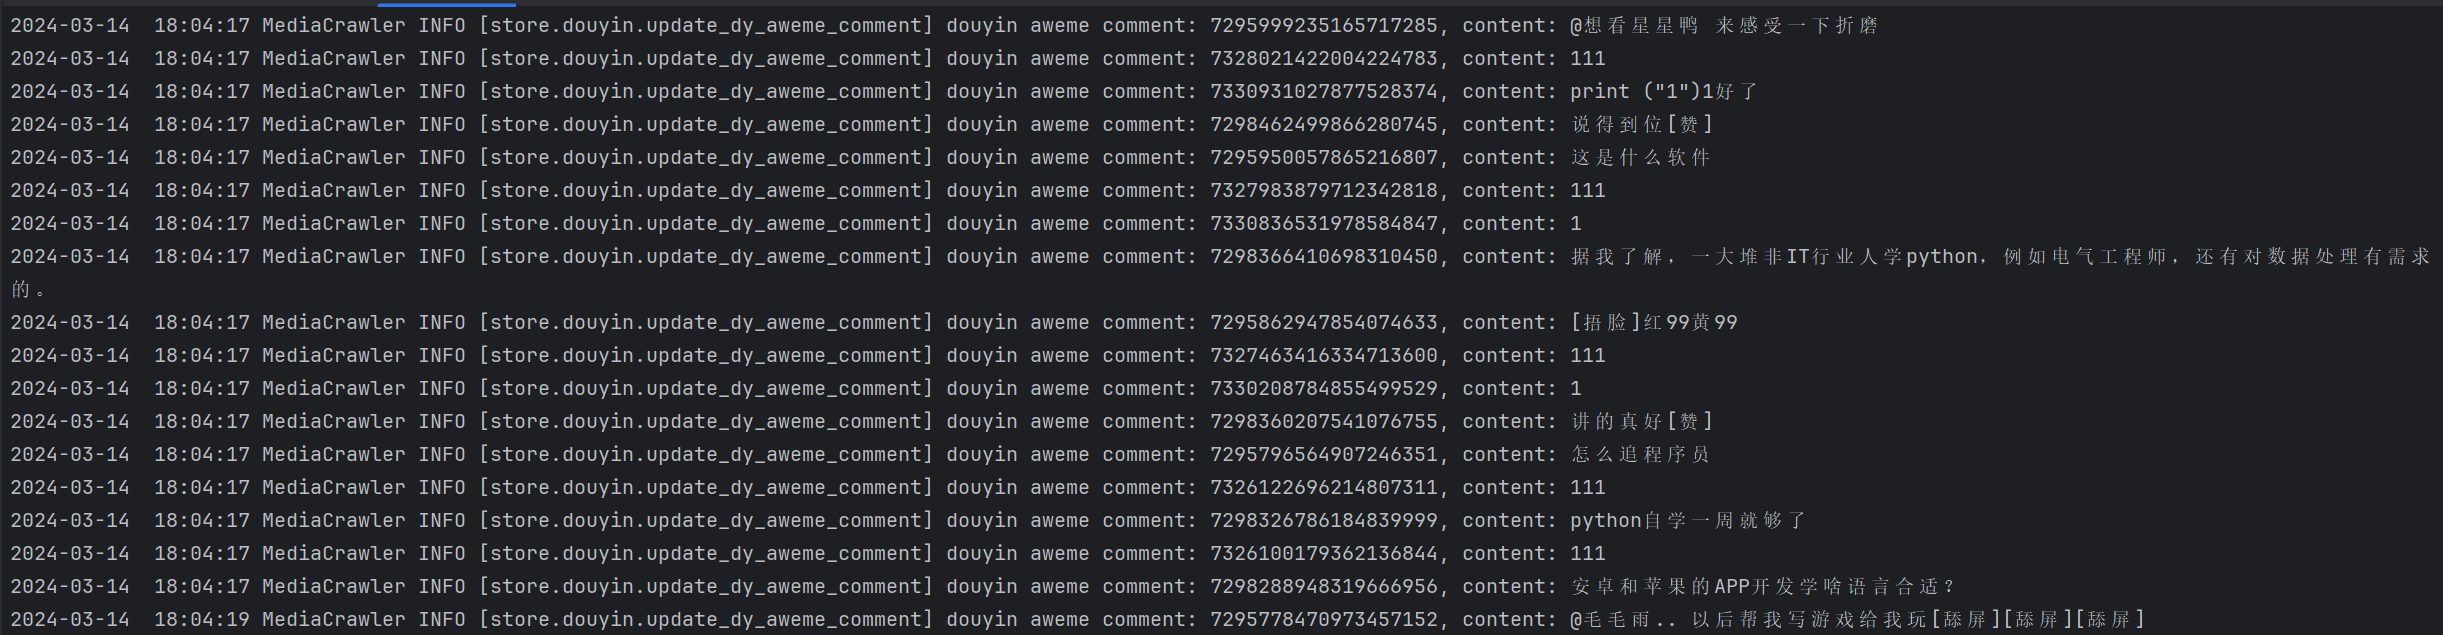 2024-03-14  18:04:17 MediaCrawler INFO [store.douyin.update_dy_aweme_comment] douyin aweme comment: 7295999235165717285, content: @想看星星鸭 来感受一下折磨
2024-03-14  18:04:17 MediaCrawler INFO [store.douyin.update_dy_aweme_comment] douyin aweme comment: 7328021422004224783, content: 111
2024-03-14  18:04:17 MediaCrawler INFO [store.douyin.update_dy_aweme_comment] douyin aweme comment: 7330931027877528374, content: print ("1")1好了
2024-03-14  18:04:17 MediaCrawler INFO [store.douyin.update_dy_aweme_comment] douyin aweme comment: 7298462499866280745, content: 说得到位[赞]
2024-03-14  18:04:17 MediaCrawler INFO [store.douyin.update_dy_aweme_comment] douyin aweme comment: 7295950057865216807, content: 这是什么软件
2024-03-14  18:04:17 MediaCrawler INFO [store.douyin.update_dy_aweme_comment] douyin aweme comment: 7327983879712342818, content: 111
2024-03-14  18:04:17 MediaCrawler INFO [store.douyin.update_dy_aweme_comment] douyin aweme comment: 7330836531978584847, content: 1
2024-03-14  18:04:17 MediaCrawler INFO [store.douyin.update_dy_aweme_comment] douyin aweme comment: 7298366410698310450, content: 据我了解，一大堆非IT行业人学python，例如电气工程师，还有对数据处理有需求
的。
2024-03-14  18:04:17 MediaCrawler INFO [store.douyin.update_dy_aweme_comment] douyin aweme comment: 7295862947854074633, content: [捂脸]红99黄99
2024-03-14  18:04:17 MediaCrawler INFO [store.douyin.update_dy_aweme_comment] douyin aweme comment: 7327463416334713600, content: 111
2024-03-14  18:04:17 MediaCrawler INFO [store.douyin.update_dy_aweme_comment] douyin aweme comment: 7330208784855499529, content: 1
2024-03-14  18:04:17 MediaCrawler INFO [store.douyin.update_dy_aweme_comment] douyin aweme comment: 7298360207541076755, content: 讲的真好[赞]
2024-03-14  18:04:17 MediaCrawler INFO [store.douyin.update_dy_aweme_comment] douyin aweme comment: 7295796564907246351, content: 怎么追程序员
2024-03-14  18:04:17 MediaCrawler INFO [store.douyin.update_dy_aweme_comment] douyin aweme comment: 7326122696214807311, content: 111
2024-03-14  18:04:17 MediaCrawler INFO [store.douyin.update_dy_aweme_comment] douyin aweme comment: 7298326786184839999, content: python自学一周就够了
2024-03-14  18:04:17 MediaCrawler INFO [store.douyin.update_dy_aweme_comment] douyin aweme comment: 7326100179362136844, content: 111
2024-03-14  18:04:17 MediaCrawler INFO [store.douyin.update_dy_aweme_comment] douyin aweme comment: 7298288948319666956, content: 安卓和苹果的APP开发学啥语言合适？
2024-03-14  18:04:19 MediaCrawler INFO [store.douyin.update_dy_aweme_comment] douyin aweme comment: 7295778470973457152, content: @毛毛雨.. 以后帮我写游戏给我玩[舔屏][舔屏][舔屏]